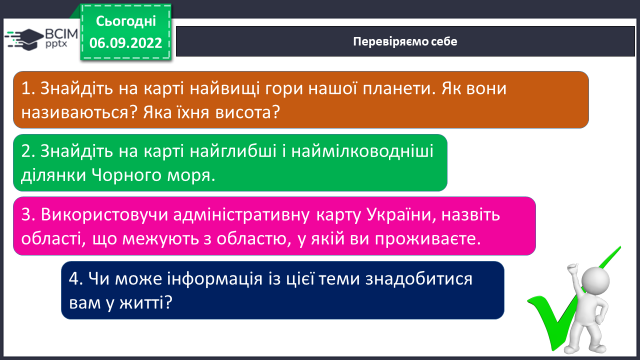 Сьогодні
06.09.2022
ВСІМ
pptx
Перевіряємо себе
1. Знайдіть на карті найвищі гори нашої планети. Як вони
називаються? Яка їхня висота?
2. Знайдіть на карті найглибші і наймілководніші
ділянки Чорного моря.
3. Використовучи адміністративну карту України, назвіть
області, що межують з областю, у якій ви проживаєте.
4. Чи може інформація із цієї теми знадобитися
вам у житті?